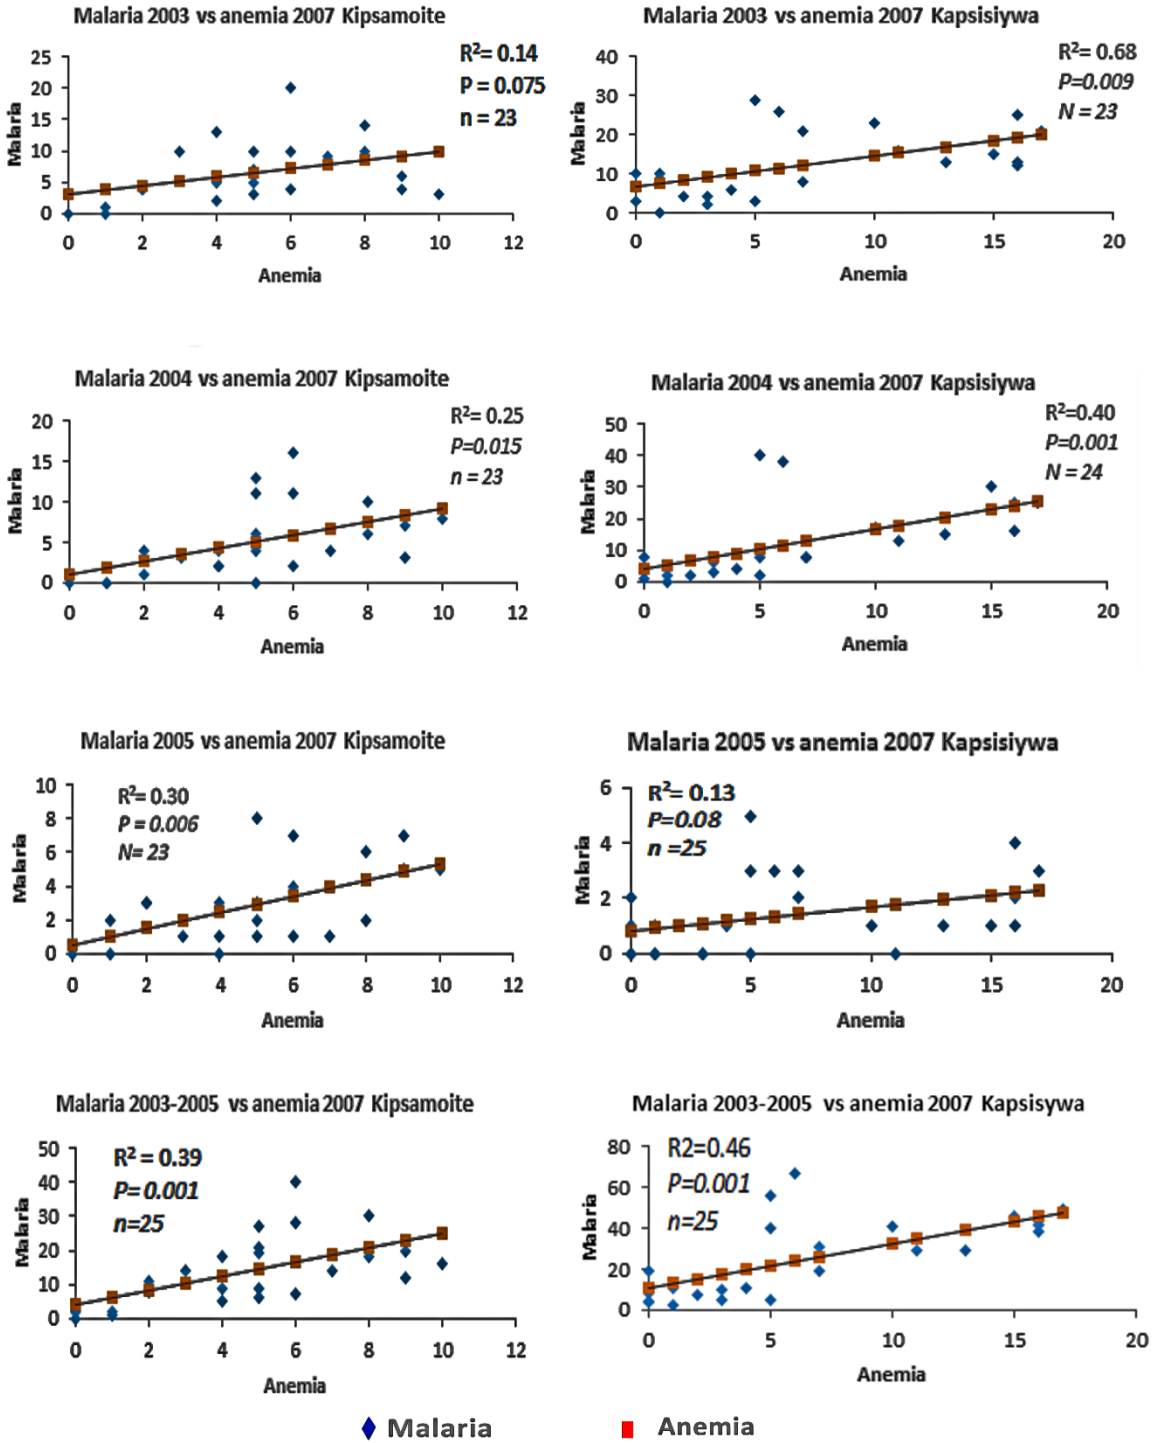 Malaria 2003 vs anemia 2007 Kipsamoite
R²= 0.14
P = 0.075
n = 23
25
20
15
10
5
0
Malaria
0 2 4 6 8 10 12
Anemia
Malaria 2003 vs anemia 2007 Kapsisiywa
R²= 0.68
P=0.009
N = 23
40
30
20
10
0
Malaria
0 5 10 15 20
Anemia
Malaria 2004 vs anemia 2007 Kipsamoite
R²= 0.25
P=0.015
n = 23
20
15
10
5
0
Malaria
0 2 4 6 8 10 12
Anemia
Malaria 2004 vs anemia 2007 Kapsisiywa
R²=0.40
P=0.001
N = 24
50
40
30
20
10
0
Malaria
0 5 10 15 20
Anemia
Malaria 2005 vs anemia 2007 Kipsamoite
R²= 0.30
P = 0.006
N= 23
10
8
6
4
2
0
Malaria
0 2 4 6 8 10 12
Anemia
Malaria 2005 vs anemia 2007 Kapsisiywa
R²= 0.13
P=0.08
n =25
6
4
2
0
Malaria
0 5 10 15 20
Anemia
Malaria 2003-2005 vs anemia 2007 Kipsamoite
R² = 0.39
P= 0.001
n=25
50
40
30
20
10
0
Malaria
0 2 4 6 8 10 12
Anemia
Malaria 2003-2005 vs anemia 2007 Kapsisywa
R2=0.46
P=0.001
n=25
80
60
40
20
0
Malaria
0 5 10 15 20
Anemia
Malaria
Anemia